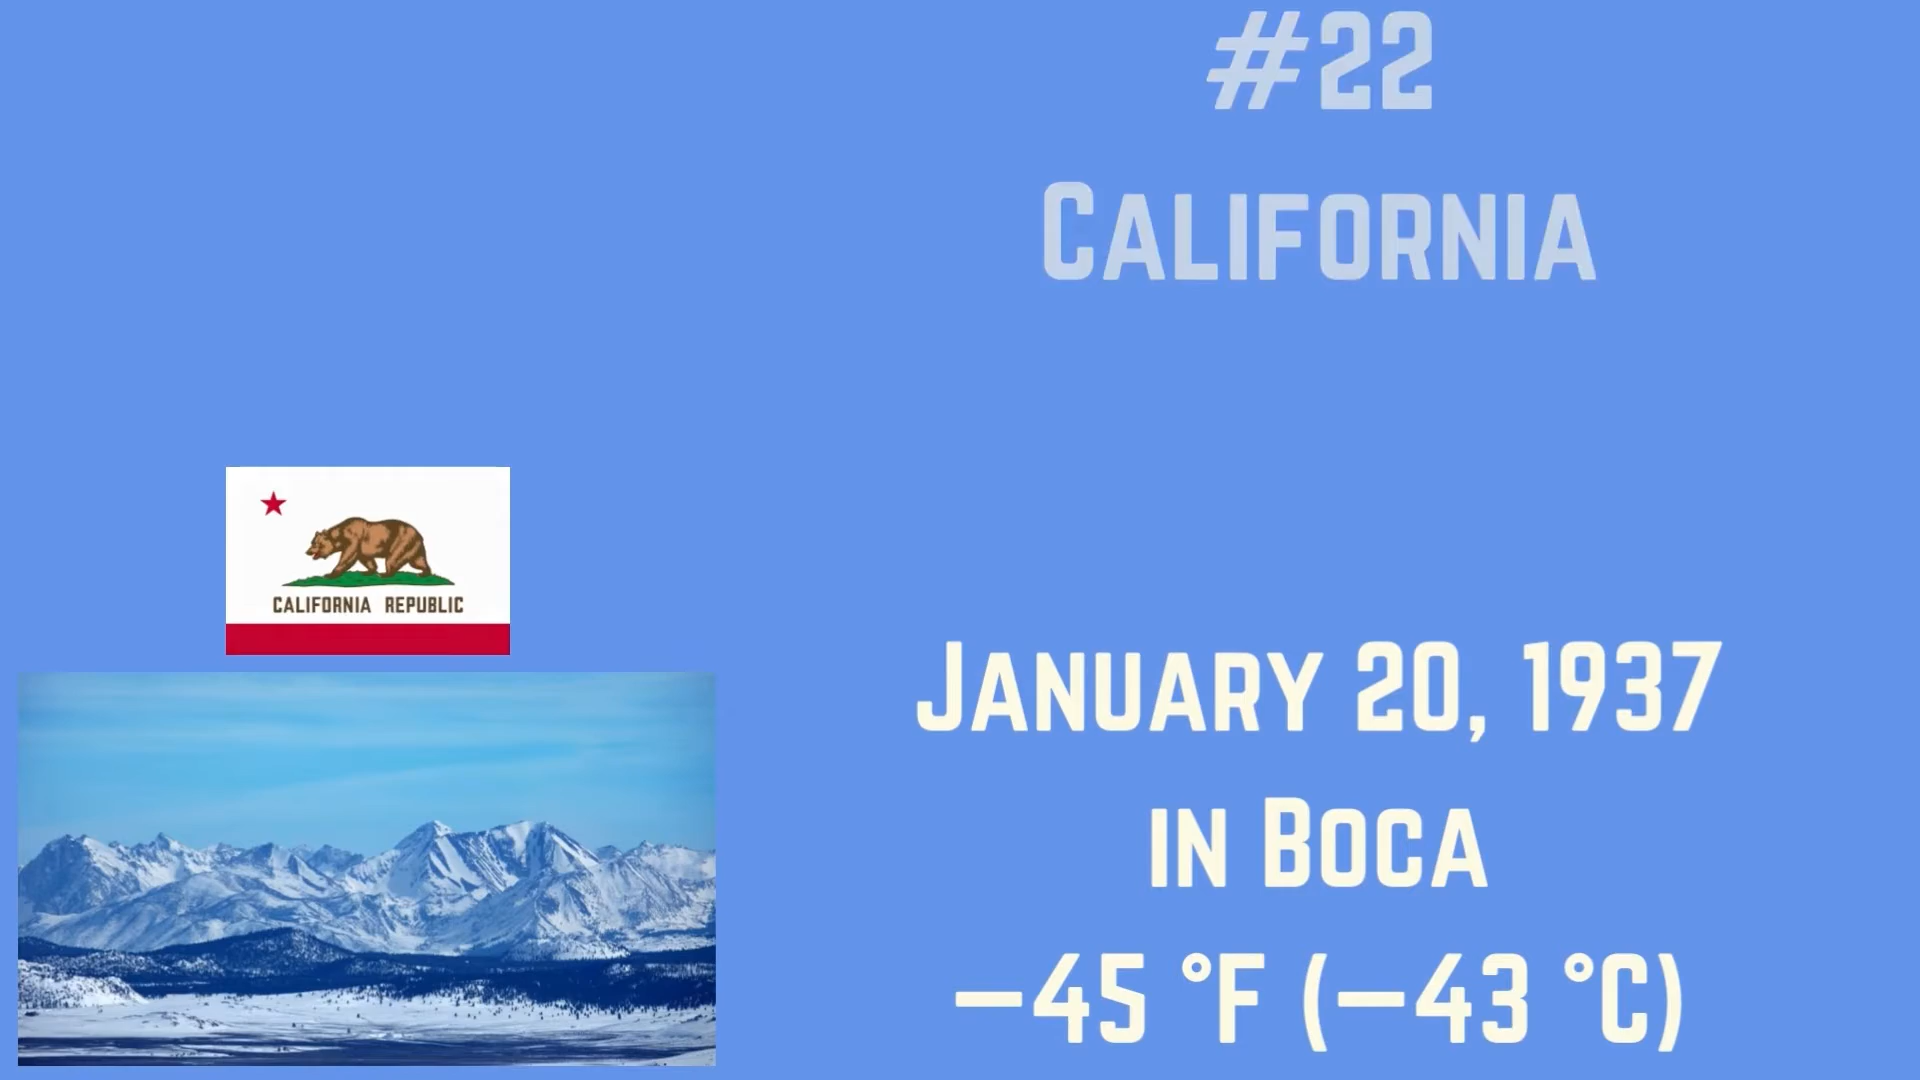 #22
California
CALIFORNIA REPUBLIC
January 20, 1937
in Boca
−45 °F (−43 °C)